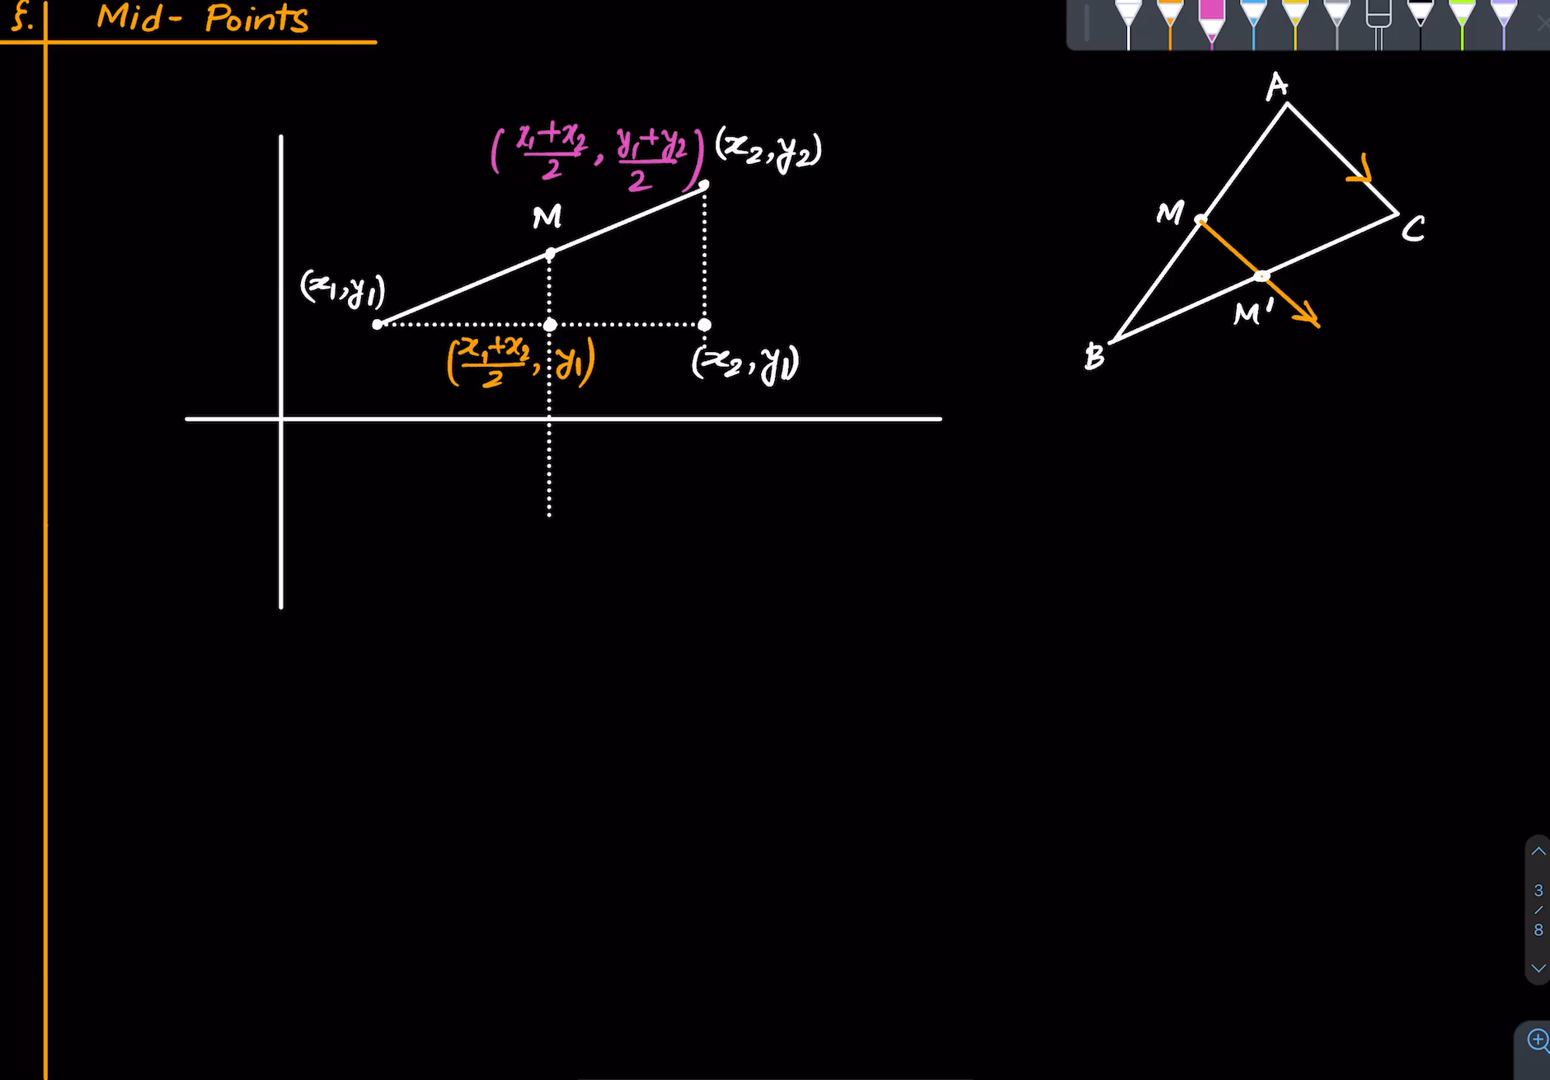 f. Mid- Points
A
( x₁+x₂/2 , y₁+y₂/2 ) (x₂,y₂)
M
M
C
(x₁,y₁)
M'
B
( x₁+x₂/2 , y₁) (x₂,y₁)
3
/
8